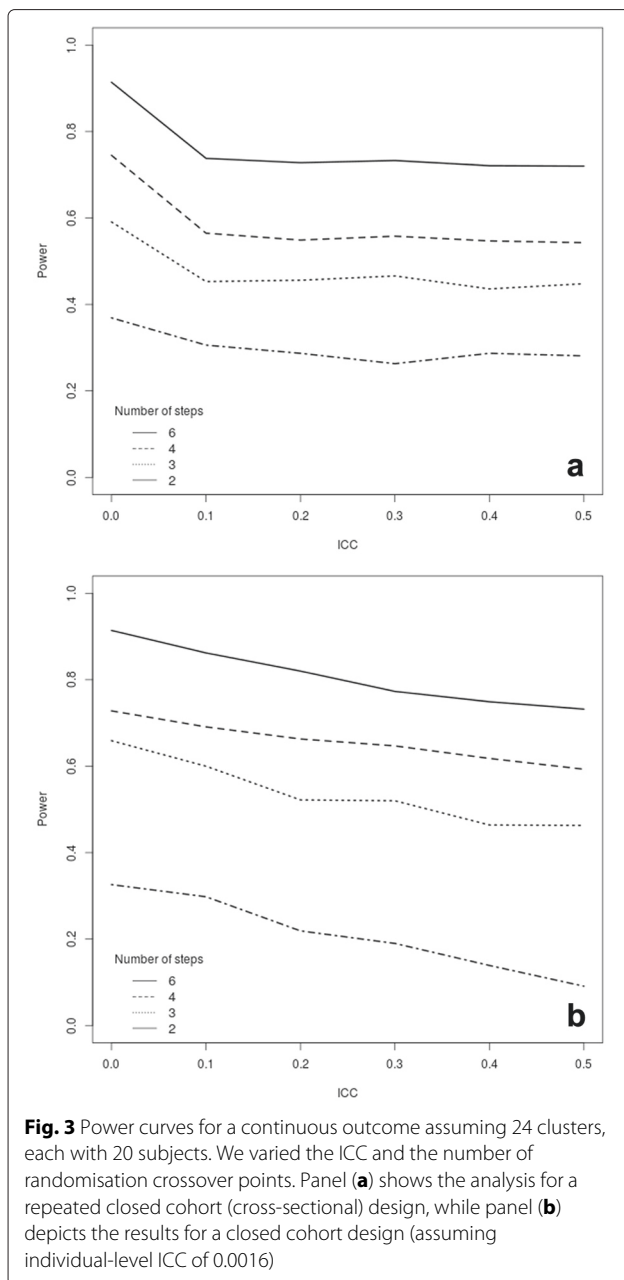 1.0
0.8
0.6
0.4
0.2
0.0
Power
Number of steps
6
4
3
2
a
0.0 0.1 0.2 0.3 0.4 0.5
ICC
1.0
0.8
0.6
0.4
0.2
0.0
Power
Number of steps
6
4
3
2
b
0.0 0.1 0.2 0.3 0.4 0.5
ICC
Fig. 3 Power curves for a continuous outcome assuming 24 clusters,
each with 20 subjects. We varied the ICC and the number of
randomisation crossover points. Panel (a) shows the analysis for a
repeated closed cohort (cross-sectional) design, while panel (b)
depicts the results for a closed cohort design (assuming
individual-level ICC of 0.0016)